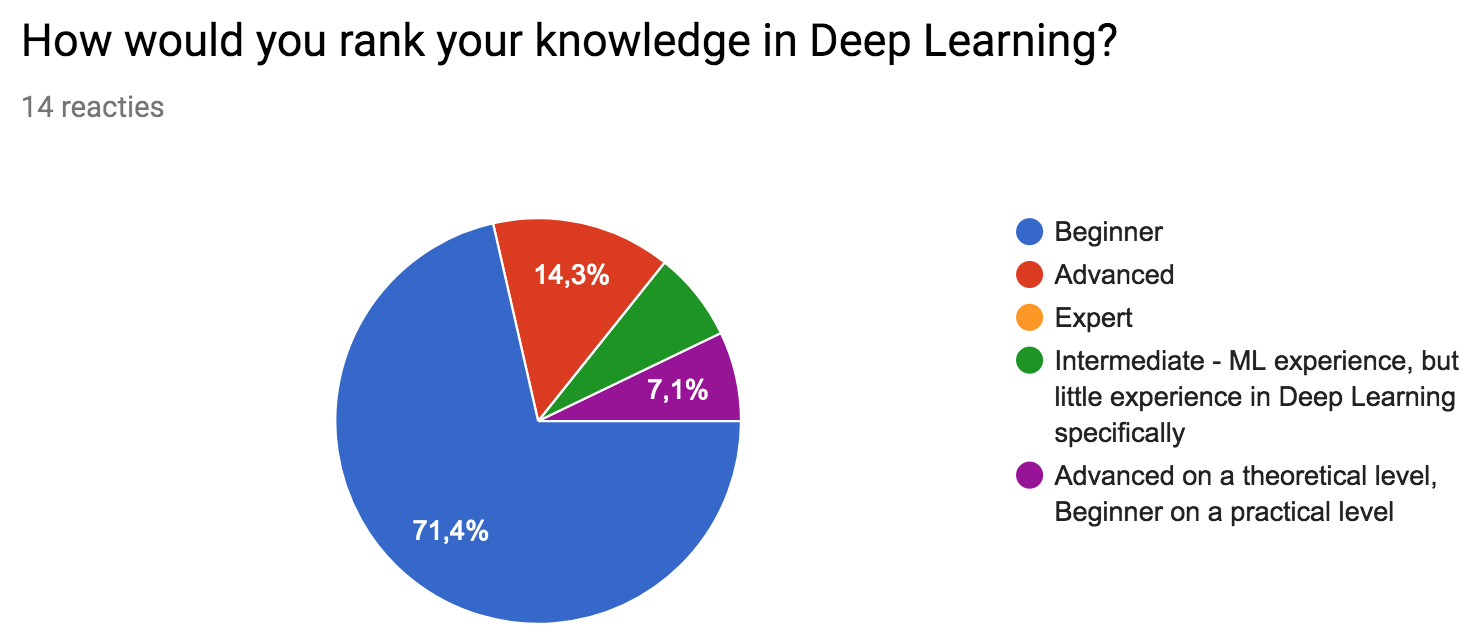 How would you rank your knowledge in Deep Learning?
14 reacties
14,3%
7,1%
71,4%
Beginner
Advanced
Expert
Intermediate - ML experience, but
little experience in Deep Learning
specifically
Advanced on a theoretical level,
Beginner on a practical level